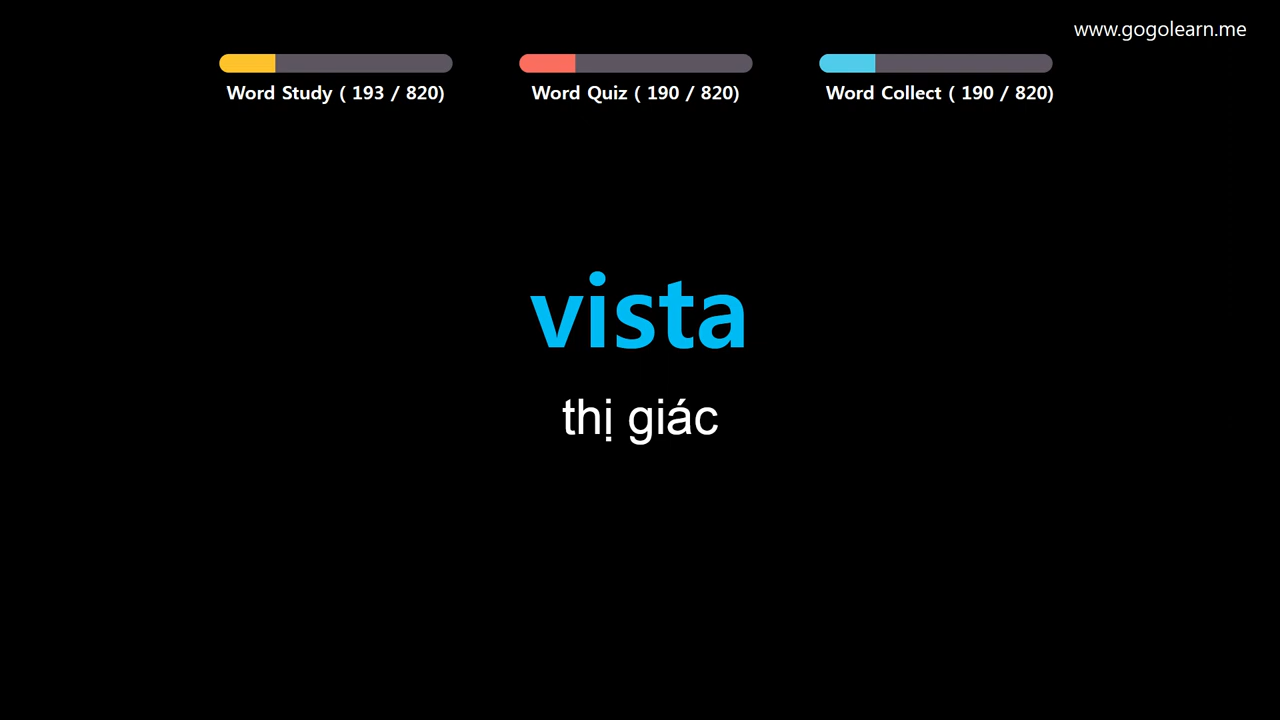 www.gogolearn.me
Word Study ( 193 / 820)
Word Quiz ( 190 / 820)
Word Collect ( 190 / 820)
vista
thị giác